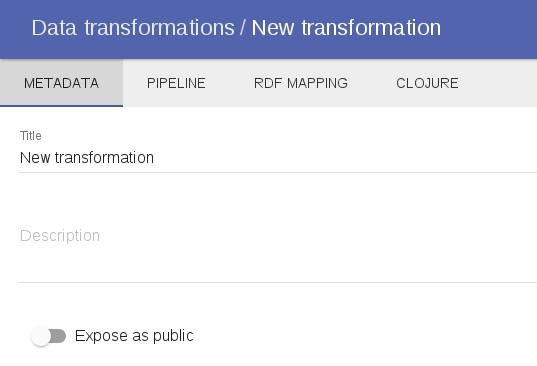 Data transformations / New transformation
METADATA PIPELINE RDF MAPPING CLOJURE
Title
New transformation
Description
Expose as public